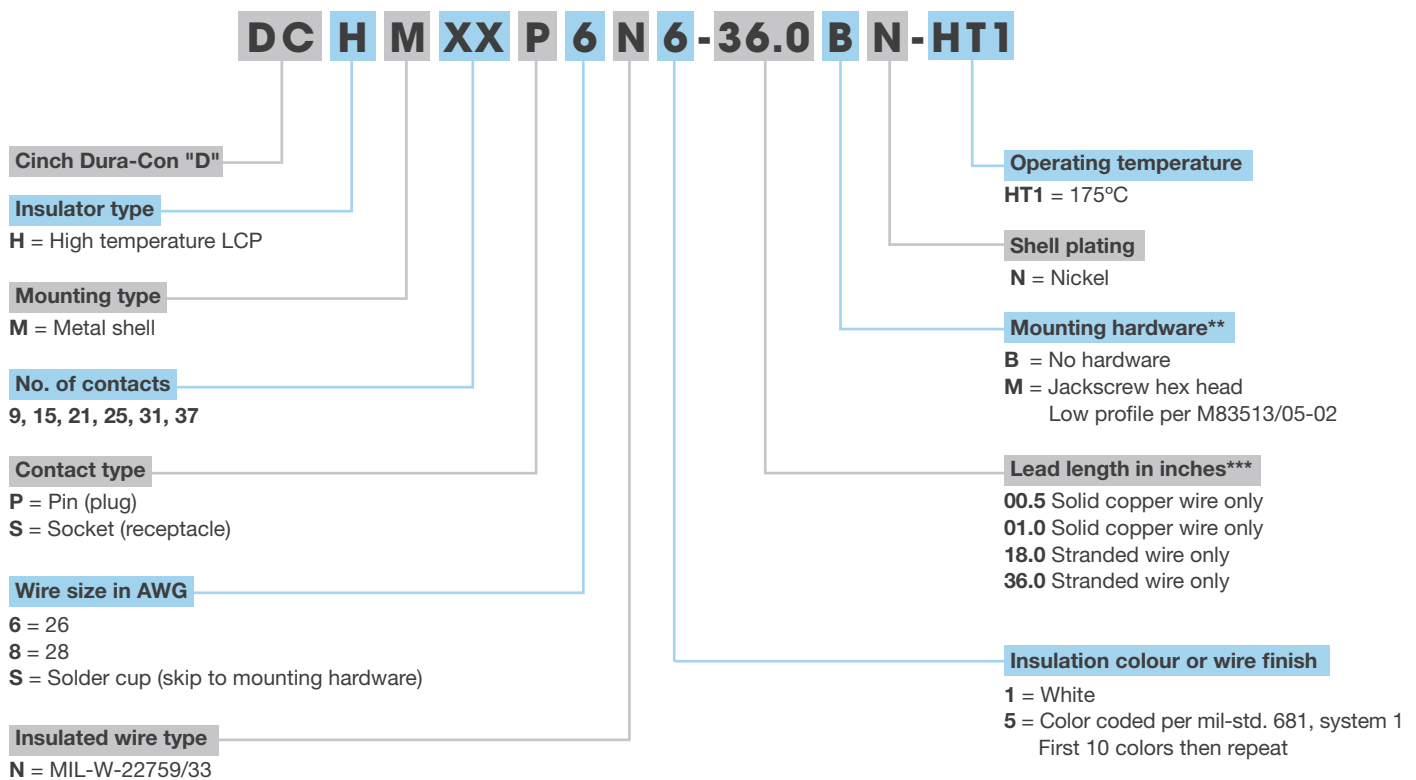 DCHMXXP6N6-36.0BN-HT1
Cinch Dura-Con "D"
Insulator type
H = High temperature LCP
Mounting type
M = Metal shell
No. of contacts
9, 15, 21, 25, 31, 37
Contact type
P = Pin (plug)
S = Socket (receptacle)
Wire size in AWG
6 = 26
8 = 28
S = Solder cup (skip to mounting hardware)
Insulated wire type
N = MIL-W-22759/33
Operating temperature
HT1 = 175ºC
Shell plating
N = Nickel
Mounting hardware**
B = No hardware
M = Jackscrew hex head
Low profile per M83513/05-02
Lead length in inches***
00.5 Solid copper wire only
01.0 Solid copper wire only
18.0 Stranded wire only
36.0 Stranded wire only
Insulation colour or wire finish
1 = White
5 = Color coded per mil-std. 681, system 1
First 10 colors then repeat